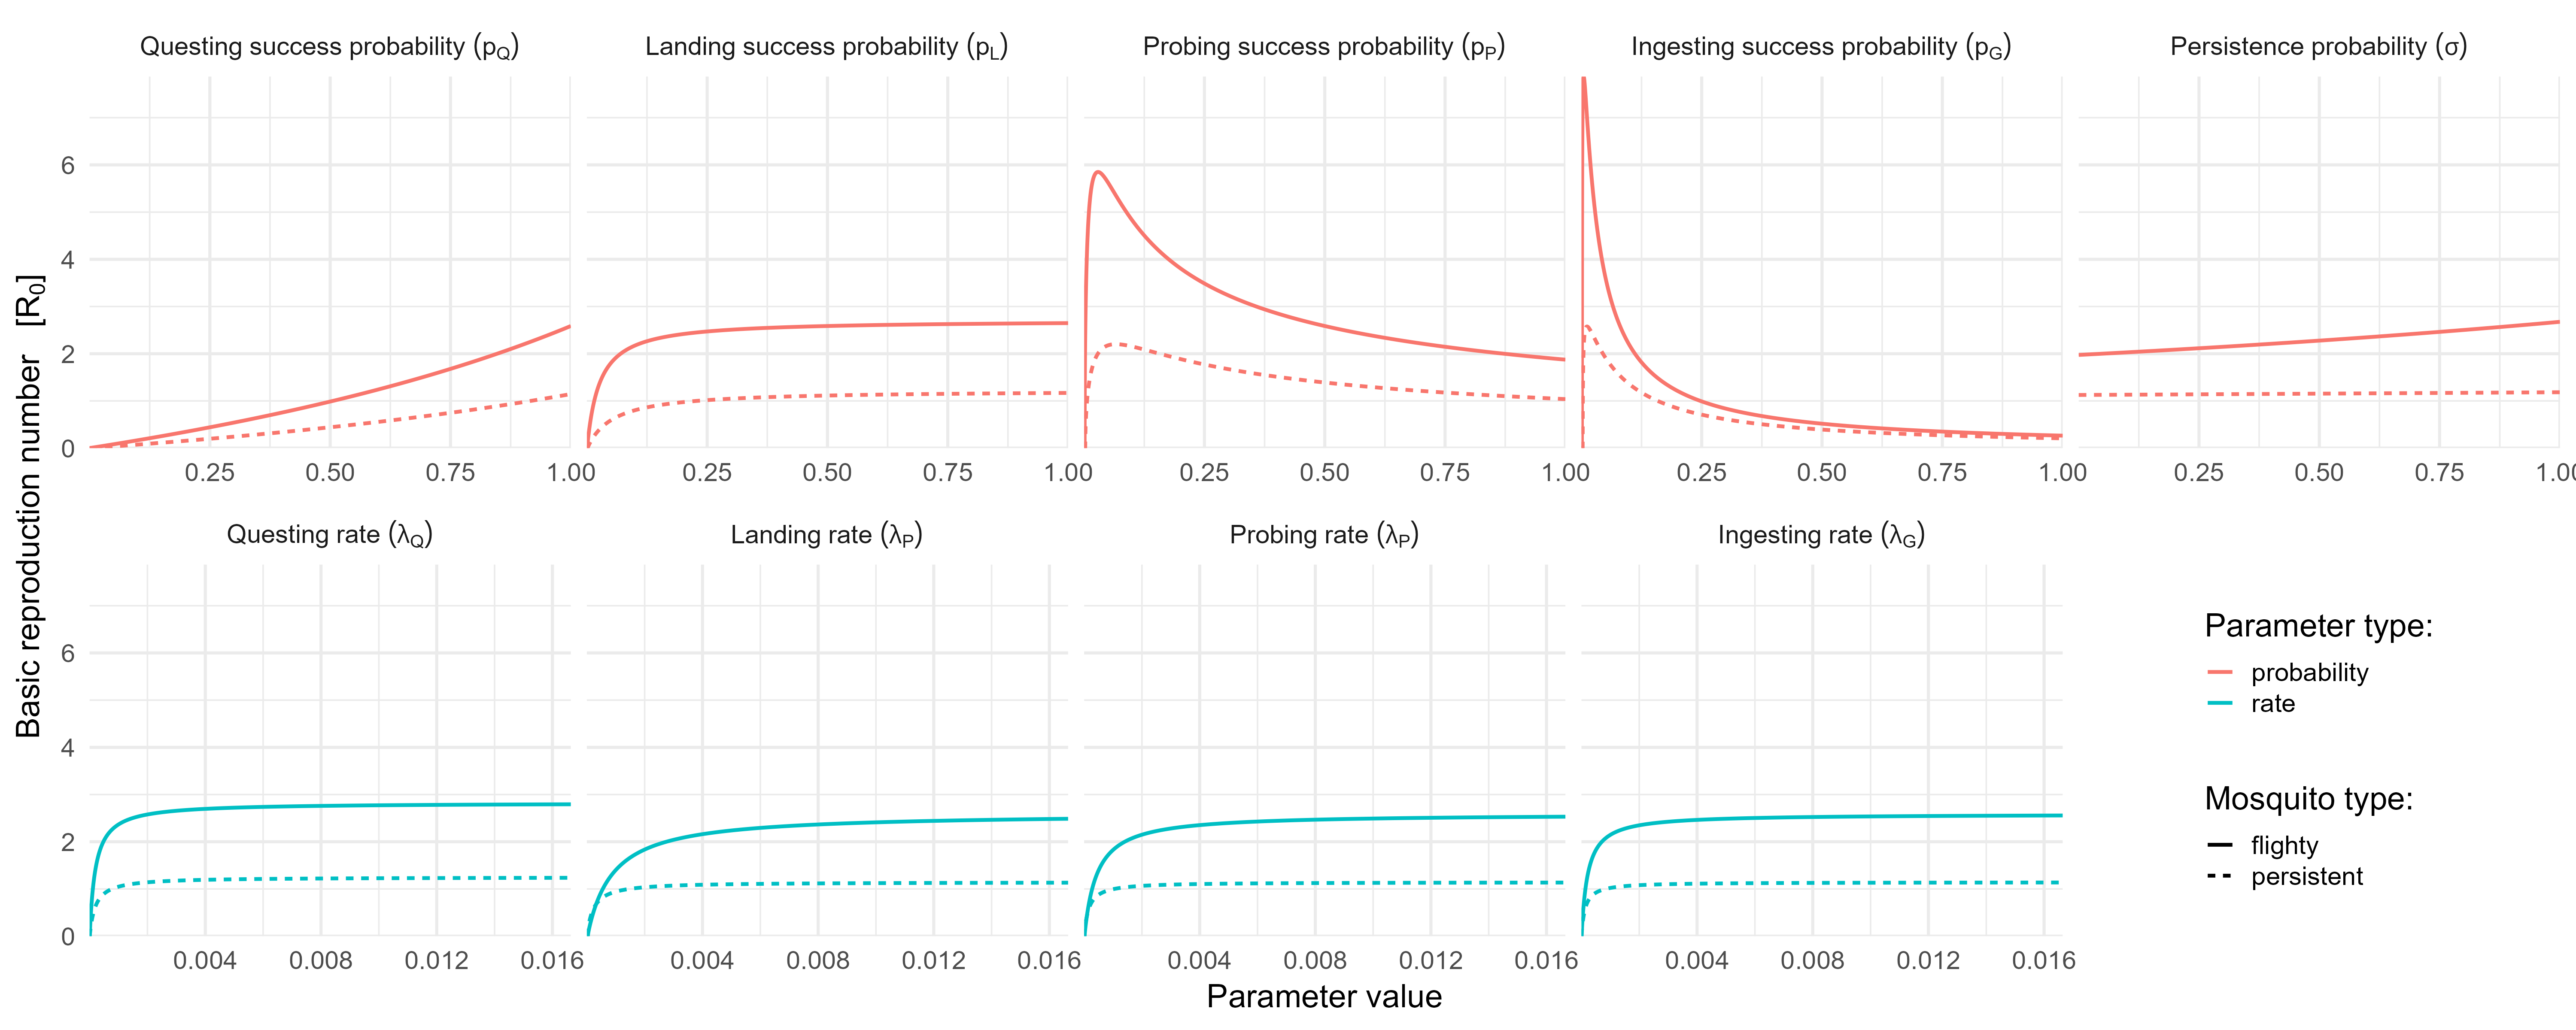 Questing success probability (pQ)
Landing success probability (pL)
Probing success probability (pP)
Ingesting success probability (pG)
Persistence probability (σ)
6
4
2
0
0.25 0.50 0.75 1.00
0.25 0.50 0.75 1.00
0.25 0.50 0.75 1.00
0.25 0.50 0.75 1.00
0.25 0.50 0.75 1.00
Basic reproduction number [R0]
Questing rate (λQ)
Landing rate (λP)
Probing rate (λP)
Ingesting rate (λG)
6
4
2
0
0.004 0.008 0.012 0.016
0.004 0.008 0.012 0.016
0.004 0.008 0.012 0.016
0.004 0.008 0.012 0.016
Parameter value
Parameter type:
probability
rate
Mosquito type:
flighty
persistent